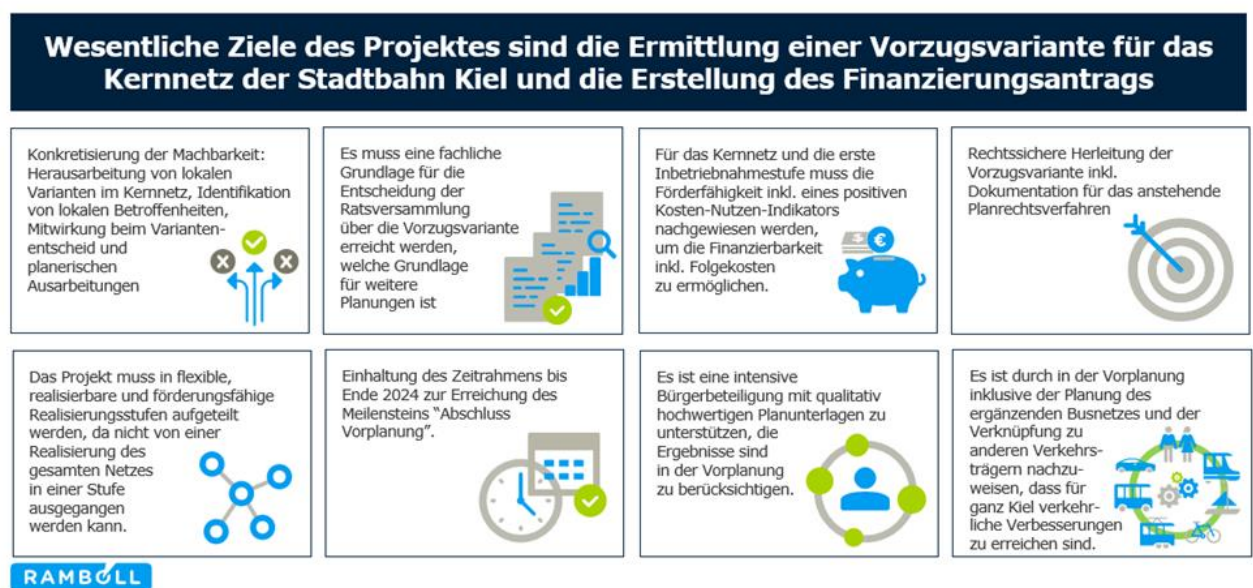 Wesentliche Ziele des Projektes sind die Ermittlung einer Vorzugsvariante für das
Kernnetz der Stadtbahn Kiel und die Erstellung des Finanzierungsantrags
Konkretisierung der Machbarkeit:
Herausarbeitung von lokalen
Varianten im Kernnetz, Identifikation
von lokalen Betroffenheiten,
Mitwirkung beim Varianten-
entscheid und
planerischen
Ausarbeitungen
Es muss eine fachliche
Grundlage für die
Entscheidung der
Ratsversammlung
über die Vorzugsvariante
erreicht werden,
welche Grundlage
für weitere
Planungen ist
Für das Kernnetz und die erste
Inbetriebnahmestufe muss die
Förderfähigkeit inkl. eines positiven
Kosten-Nutzen-Indikators
nachgewiesen werden,
um die Finanzierbarkeit
inkl. Folgekosten
zu ermöglichen.
Rechtssichere Herleitung der
Vorzugsvariante inkl.
Dokumentation für das anstehende
Planrechtsverfahren
Das Projekt muss in flexible,
realisierbare und förderungsfähige
Realisierungsstufen aufgeteilt
werden, da nicht von einer
Realisierung des
gesamten Netzes
in einer Stufe
ausgegangen
werden kann.
Einhaltung des Zeitrahmens bis
Ende 2024 zur Erreichung des
Meilensteins “Abschluss
Vorplanung”.
Es ist eine intensive
Bürgerbeteiligung mit qualitativ
hochwertigen Planunterlagen zu
unterstützen, die
Ergebnisse sind
in der Vorplanung
zu berücksichtigen.
Es ist durch in der Vorplanung
inklusive der Planung des
ergänzenden Busnetzes und der
Verknüpfung zu
anderen Verkehrs-
trägern nachzu-
weisen, dass für
ganz Kiel verkehr-
liche Verbesserungen
zu erreichen sind.
RAMBOLL